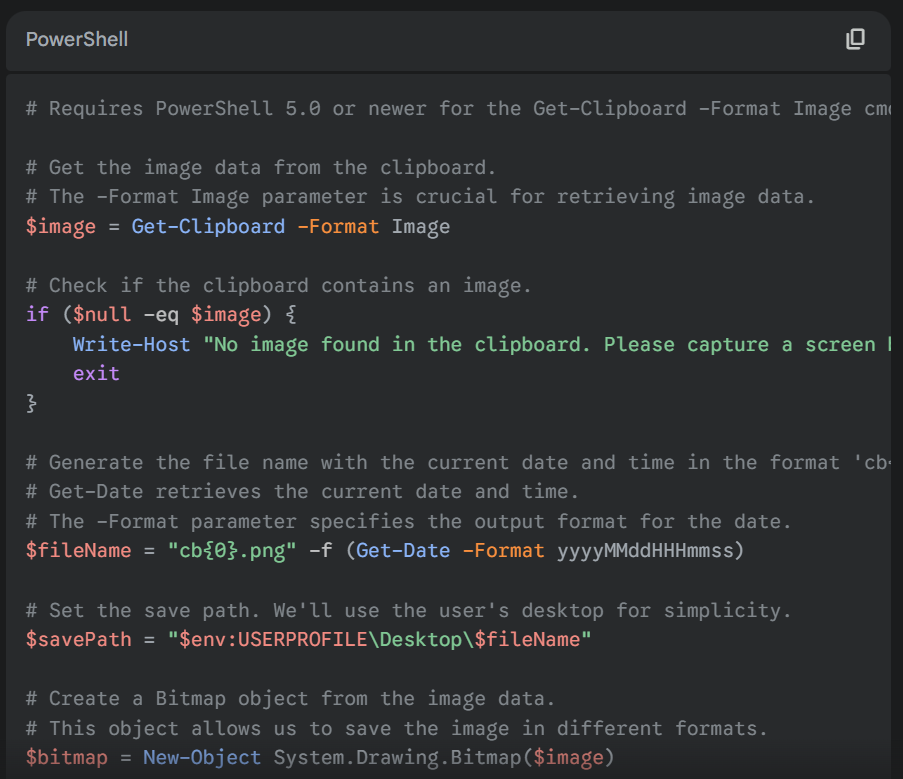 PowerShell
# Requires PowerShell 5.0 or newer for the Get-Clipboard -Format Image
# Get the image data from the clipboard.
# The -Format Image parameter is crucial for retrieving image data.
$image = Get-Clipboard -Format Image
# Check if the clipboard contains an image.
if ($null -eq $image) {
    Write-Host "No image found in the clipboard. Please capture a screen
    exit
}
# Generate the file name with the current date and time in the format 'cb
# Get-Date retrieves the current date and time.
# The -Format parameter specifies the output format for the date.
$fileName = "cb{0}.png" -f (Get-Date -Format yyyyMMddHHHmmss)
# Set the save path. We'll use the user's desktop for simplicity.
$savePath = "$env:USERPROFILE\Desktop\$fileName"
# Create a Bitmap object from the image data.
# This object allows us to save the image in different formats.
$bitmap = New-Object System.Drawing.Bitmap($image)